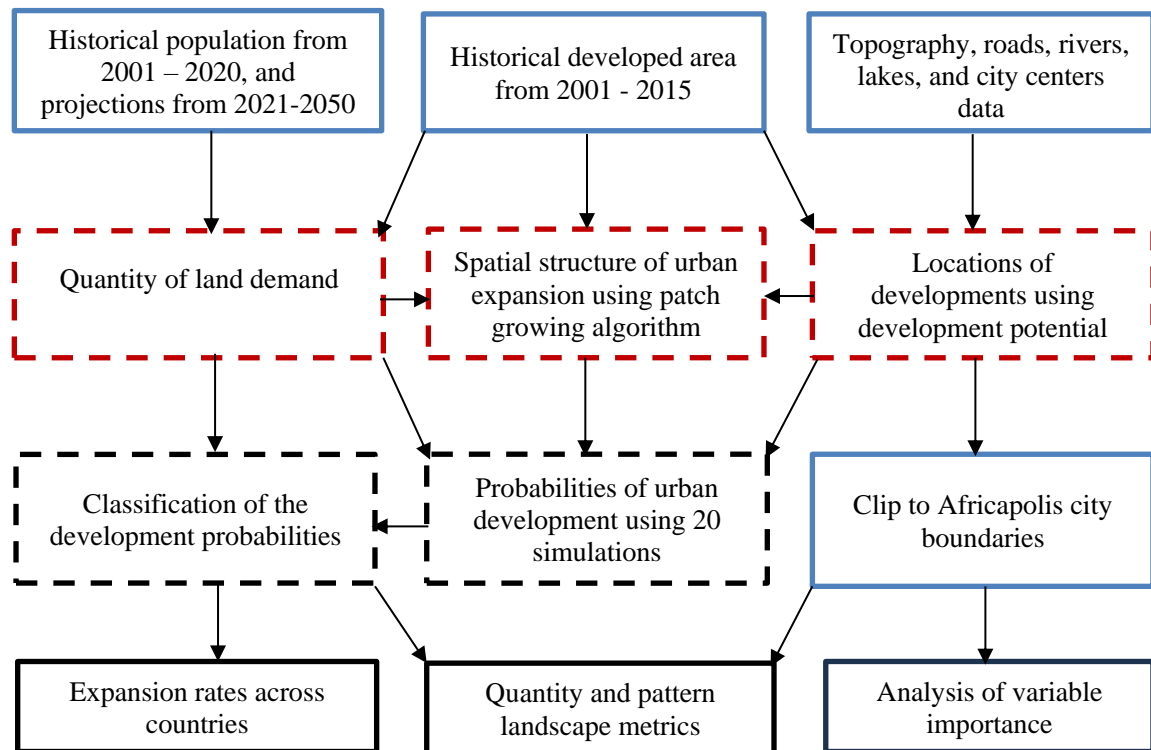 Historical population from
2001 – 2020, and
projections from 2021-2050
Historical developed area
from 2001 - 2015
Topography, roads, rivers,
lakes, and city centers
data
Quantity of land demand
Spatial structure of urban
expansion using patch
growing algorithm
Locations of
developments using
development potential
Classification of the
development probabilities
Probabilities of urban
development using 20
simulations
Clip to Africapolis city
boundaries
Expansion rates across
countries
Quantity and pattern
landscape metrics
Analysis of variable
importance